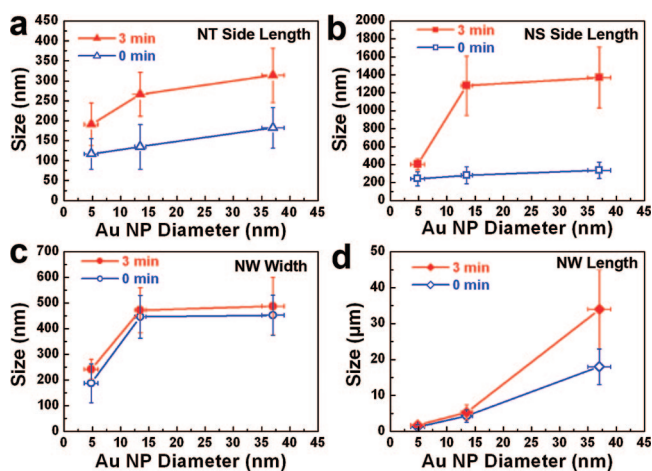 a
NT Side Length
3 min
0 min
Size (nm)
450
400
350
300
250
200
150
100
50
0
0 5 10 15 20 25 30 35 40 45
Au NP Diameter (nm)
b
NS Side Length
3 min
0 min
Size (nm)
2000
1800
1600
1400
1200
1000
800
600
400
200
0
0 5 10 15 20 25 30 35 40 45
Au NP Diameter (nm)
c
NW Width
3 min
0 min
Size (nm)
700
600
500
400
300
200
100
0
0 5 10 15 20 25 30 35 40 45
Au NP Diameter (nm)
d
NW Length
3 min
0 min
Size (µm)
50
40
30
20
10
0
0 5 10 15 20 25 30 35 40 45
Au NP Diameter (nm)